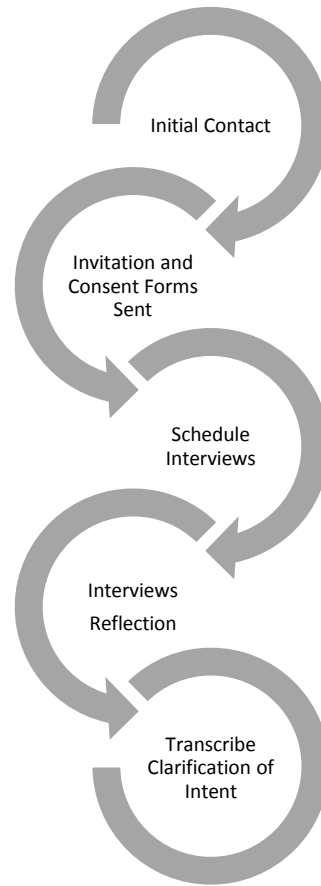 Initial Contact
Invitation and
Consent Forms
Sent
Schedule
Interviews
Interviews
Reflection
Transcribe
Clarification of
Intent